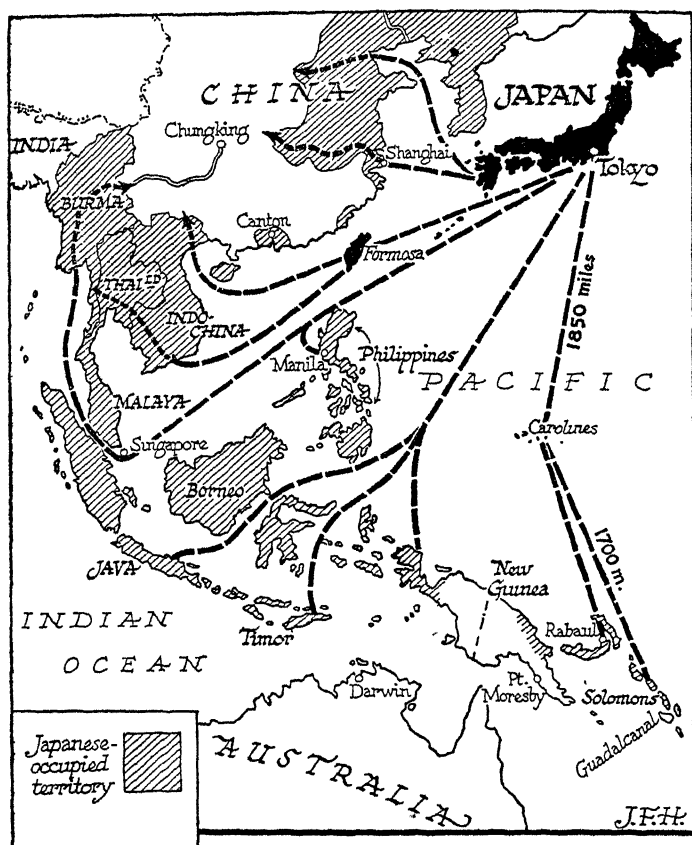 CHINA
JAPAN
Chungking
INDIA
Shanghai
Tokyo
BURMA
Canton
Formosa
THAILD
INDO-
CHINA
1850 miles
Manila
Philippines
PACIFIC
MALAYA
Carolines
Singapore
Borneo
1700 m.
JAVA
New
Guinea
INDIAN
OCEAN
Timor
Rabaul
Darwin
Pt.
Moresby
Solomons
Guadalcanal
Japanese-
occupied
territory
AUSTRALIA
J.F.H.